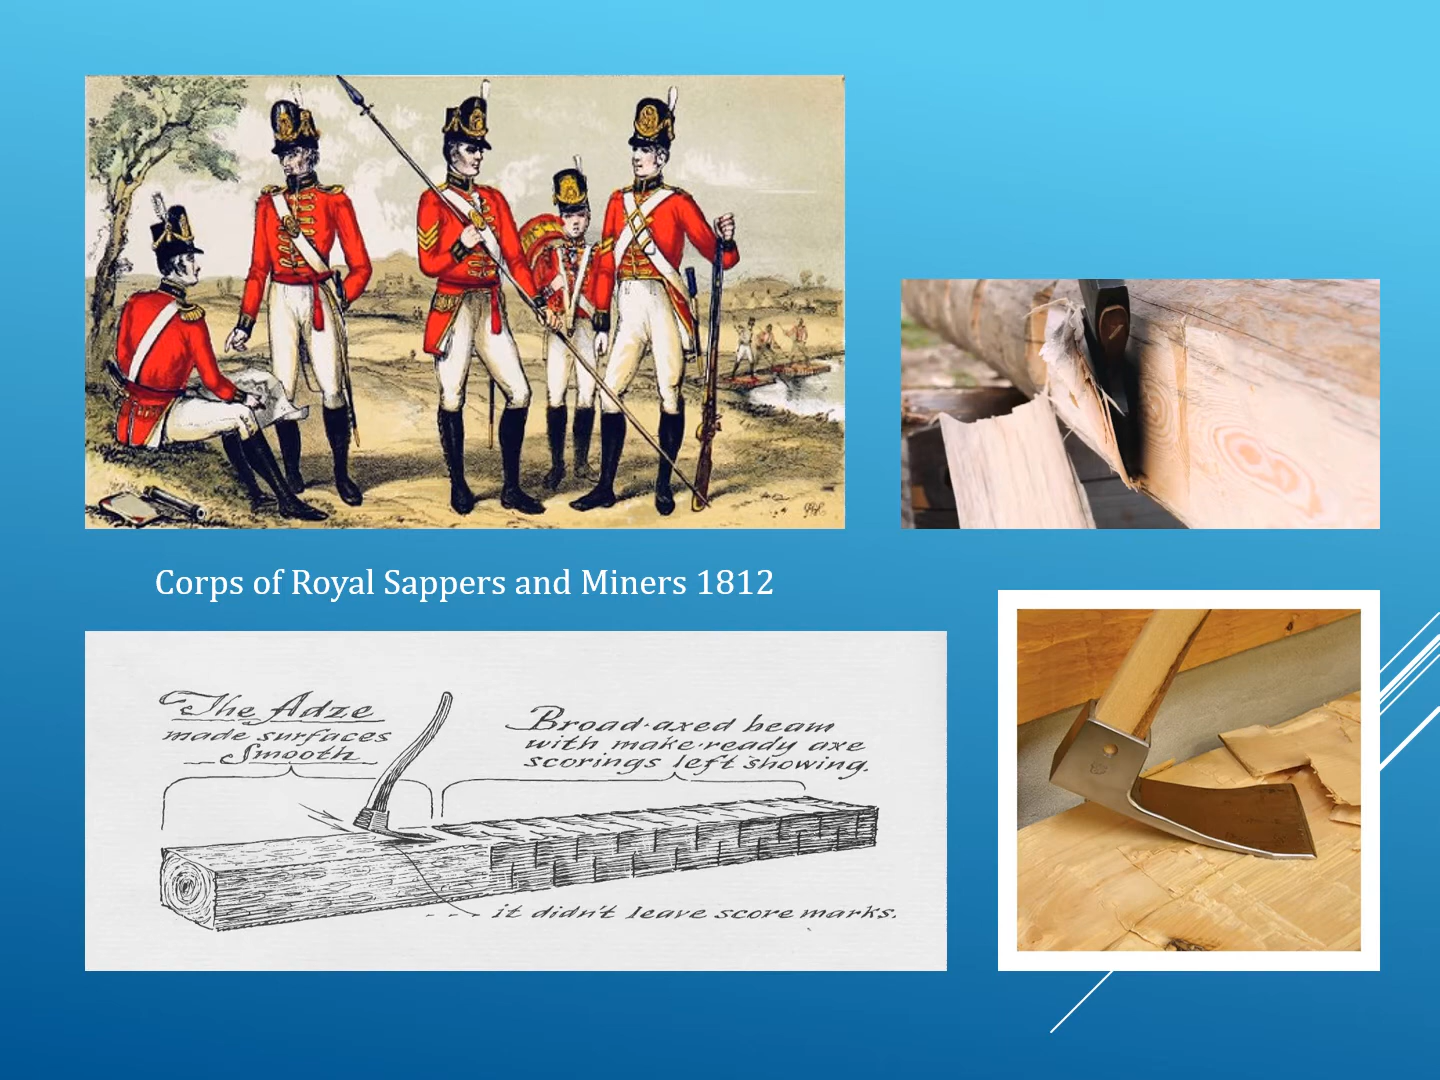 Corps of Royal Sappers and Miners 1812
The Adze
made surfaces
Smooth
Broad-axed beam
with make-ready axe
scorings left showing.
it didn't leave score marks.